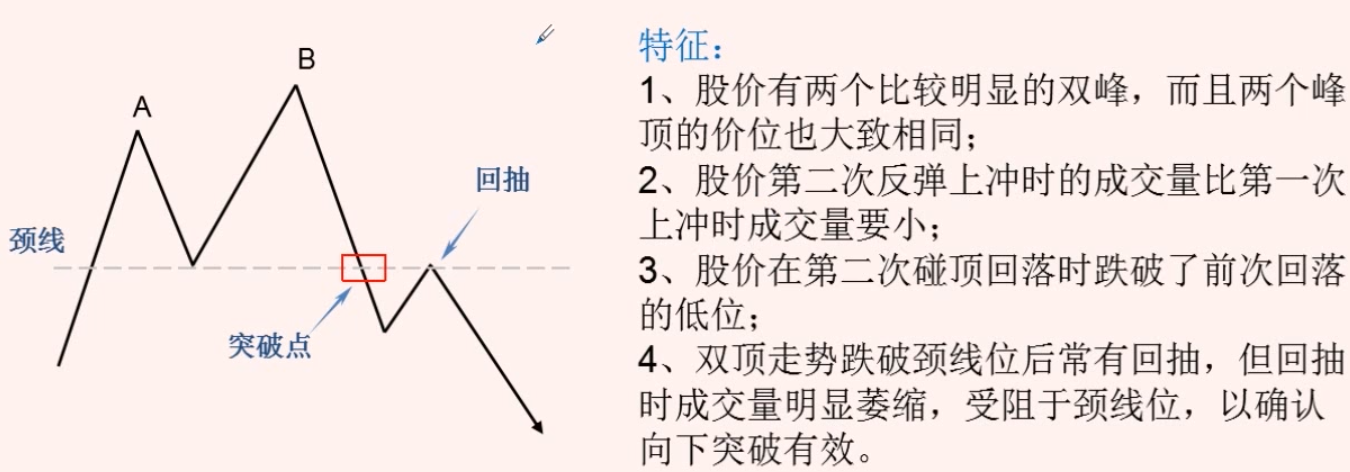 A
B
回抽
颈线
突破点
特征：
1、股价有两个比较明显的双峰，而且两个峰
顶的价位也大致相同；
2、股价第二次反弹上冲时的成交量比第一次
上冲时成交量要小；
3、股价在第二次碰顶回落时跌破了前次回落
的低位；
4、双顶走势跌破颈线位后常有回抽，但回抽
时成交量明显萎缩，受阻于颈线位，以确认
向下突破有效。